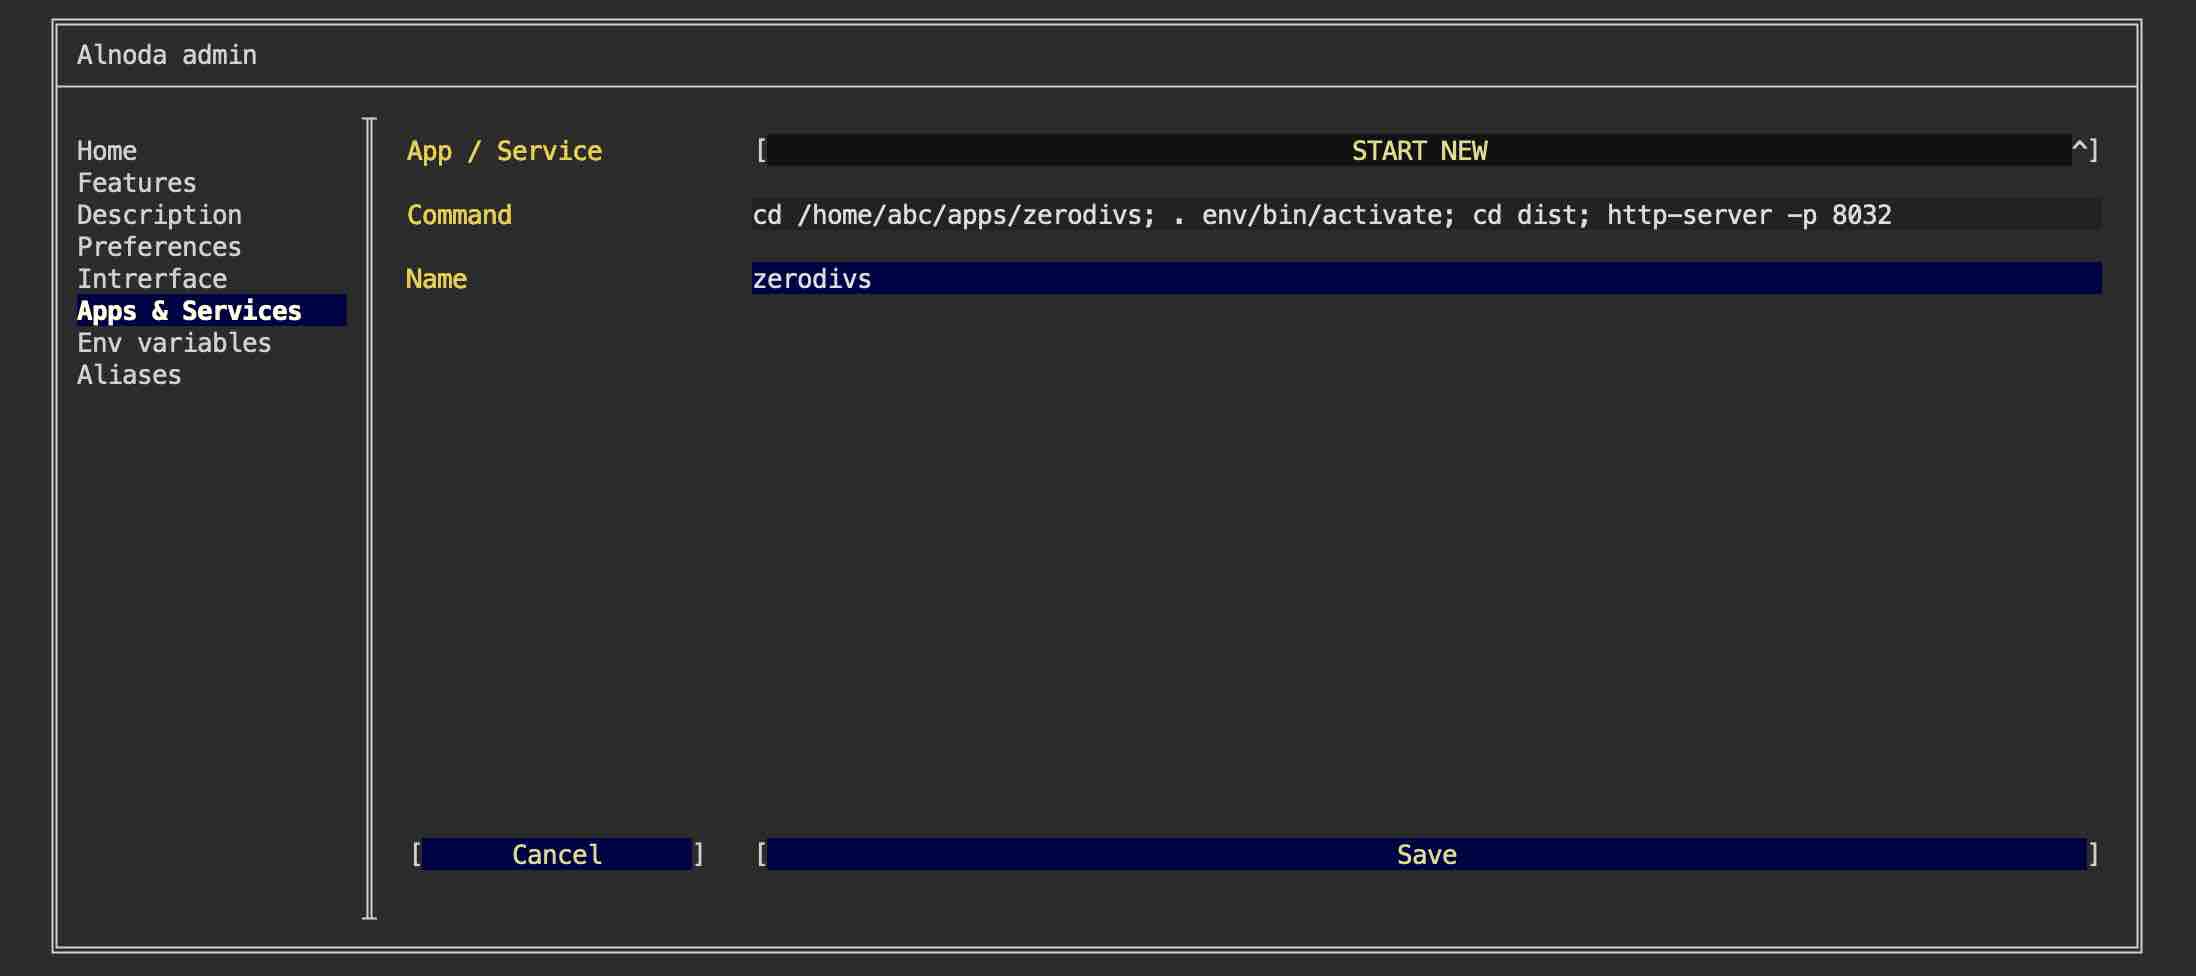 Alnoda admin
Home
Features
Description
Preferences
Intrerface
Apps & Services
Env variables
Aliases
App / Service [ START NEW ^]
Command cd /home/abc/apps/zerodivs; . env/bin/activate; cd dist; http-server -p 8032
Name zerodivs
[ Cancel ] [ Save ]